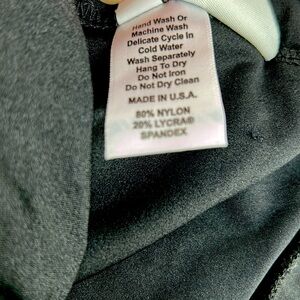 Hand Wash Or
Machine Wash
Delicate Cycle in
Cold Water
Wash Separately
Hang To Dry
Do Not Iron
Do Not Dry Clean
MADE IN U.S.A.
80% NYLON
20% LYCRA®
SPANDEX